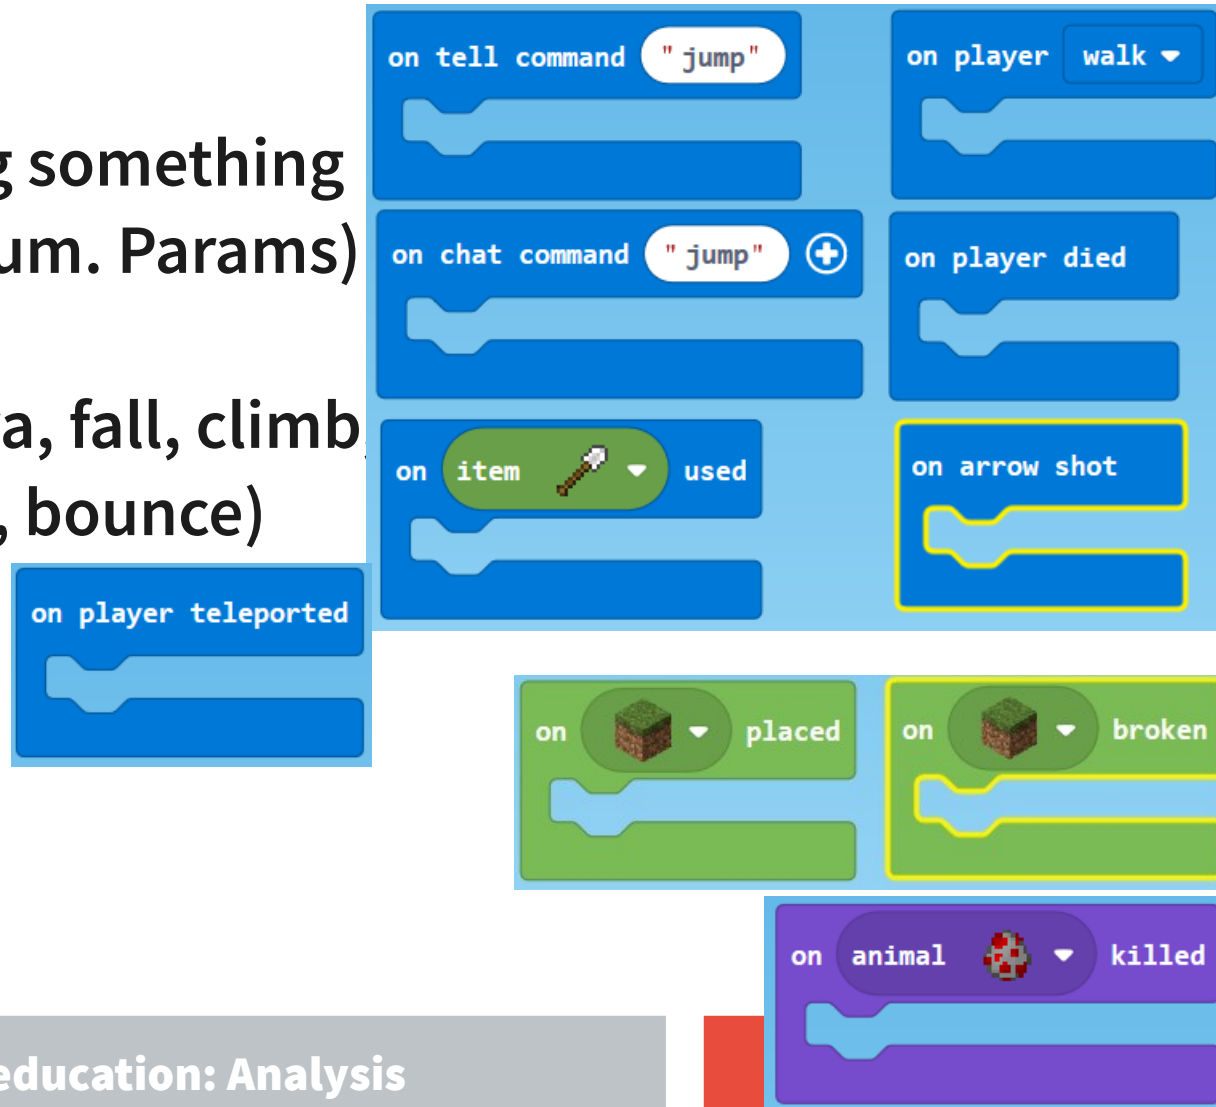 on tell command "jump"
on player walk
something
um. Params)
on chat command "jump"
on player died
a, fall, climb
, bounce)
on item used
on arrow shot
on player teleported
on placed
on broken
on animal killed
education: Analysis